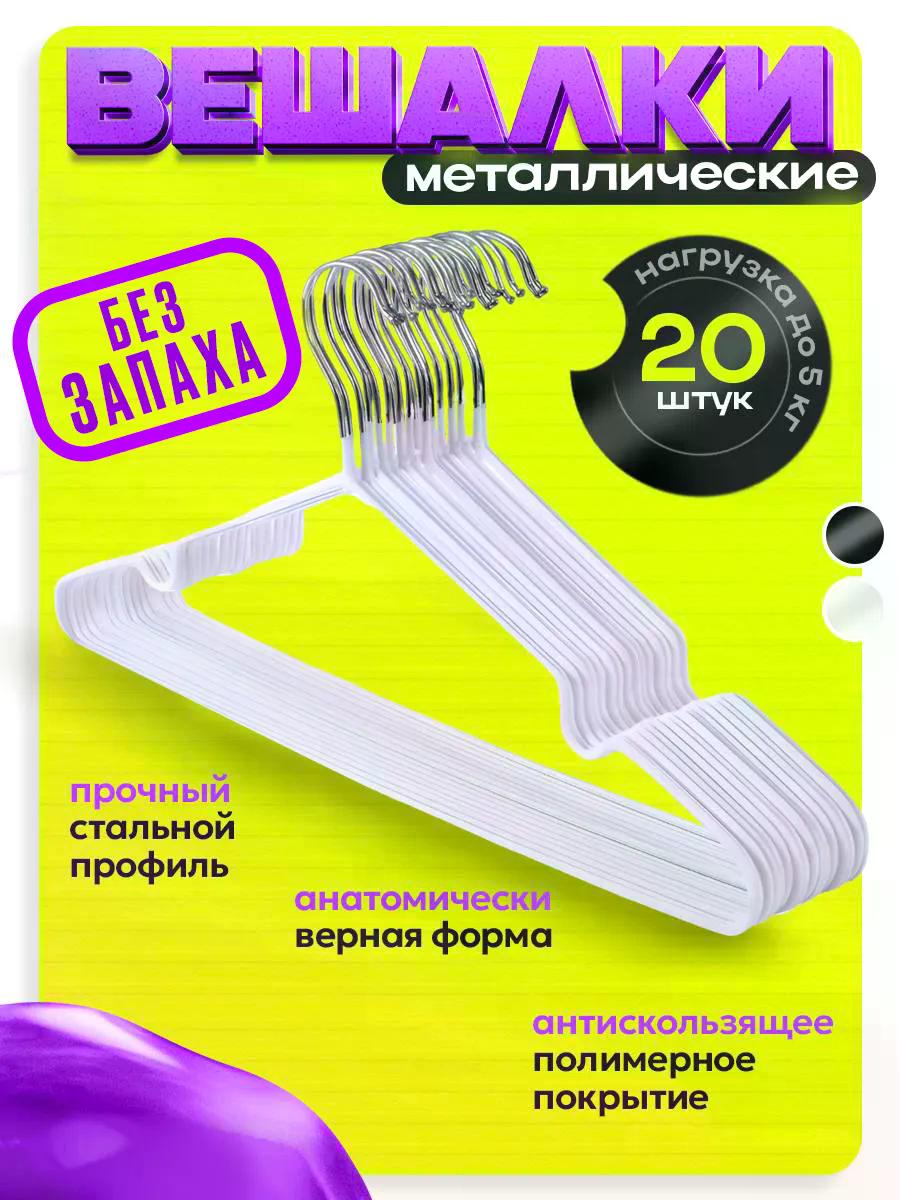 ВЕШАЛКИ
металлические
БЕЗ
ЗАПАХА
нагрузка до 5 кг
20
штук
прочный
стальной
профиль
анатомически
верная форма
антискользящее
полимерное
покрытие